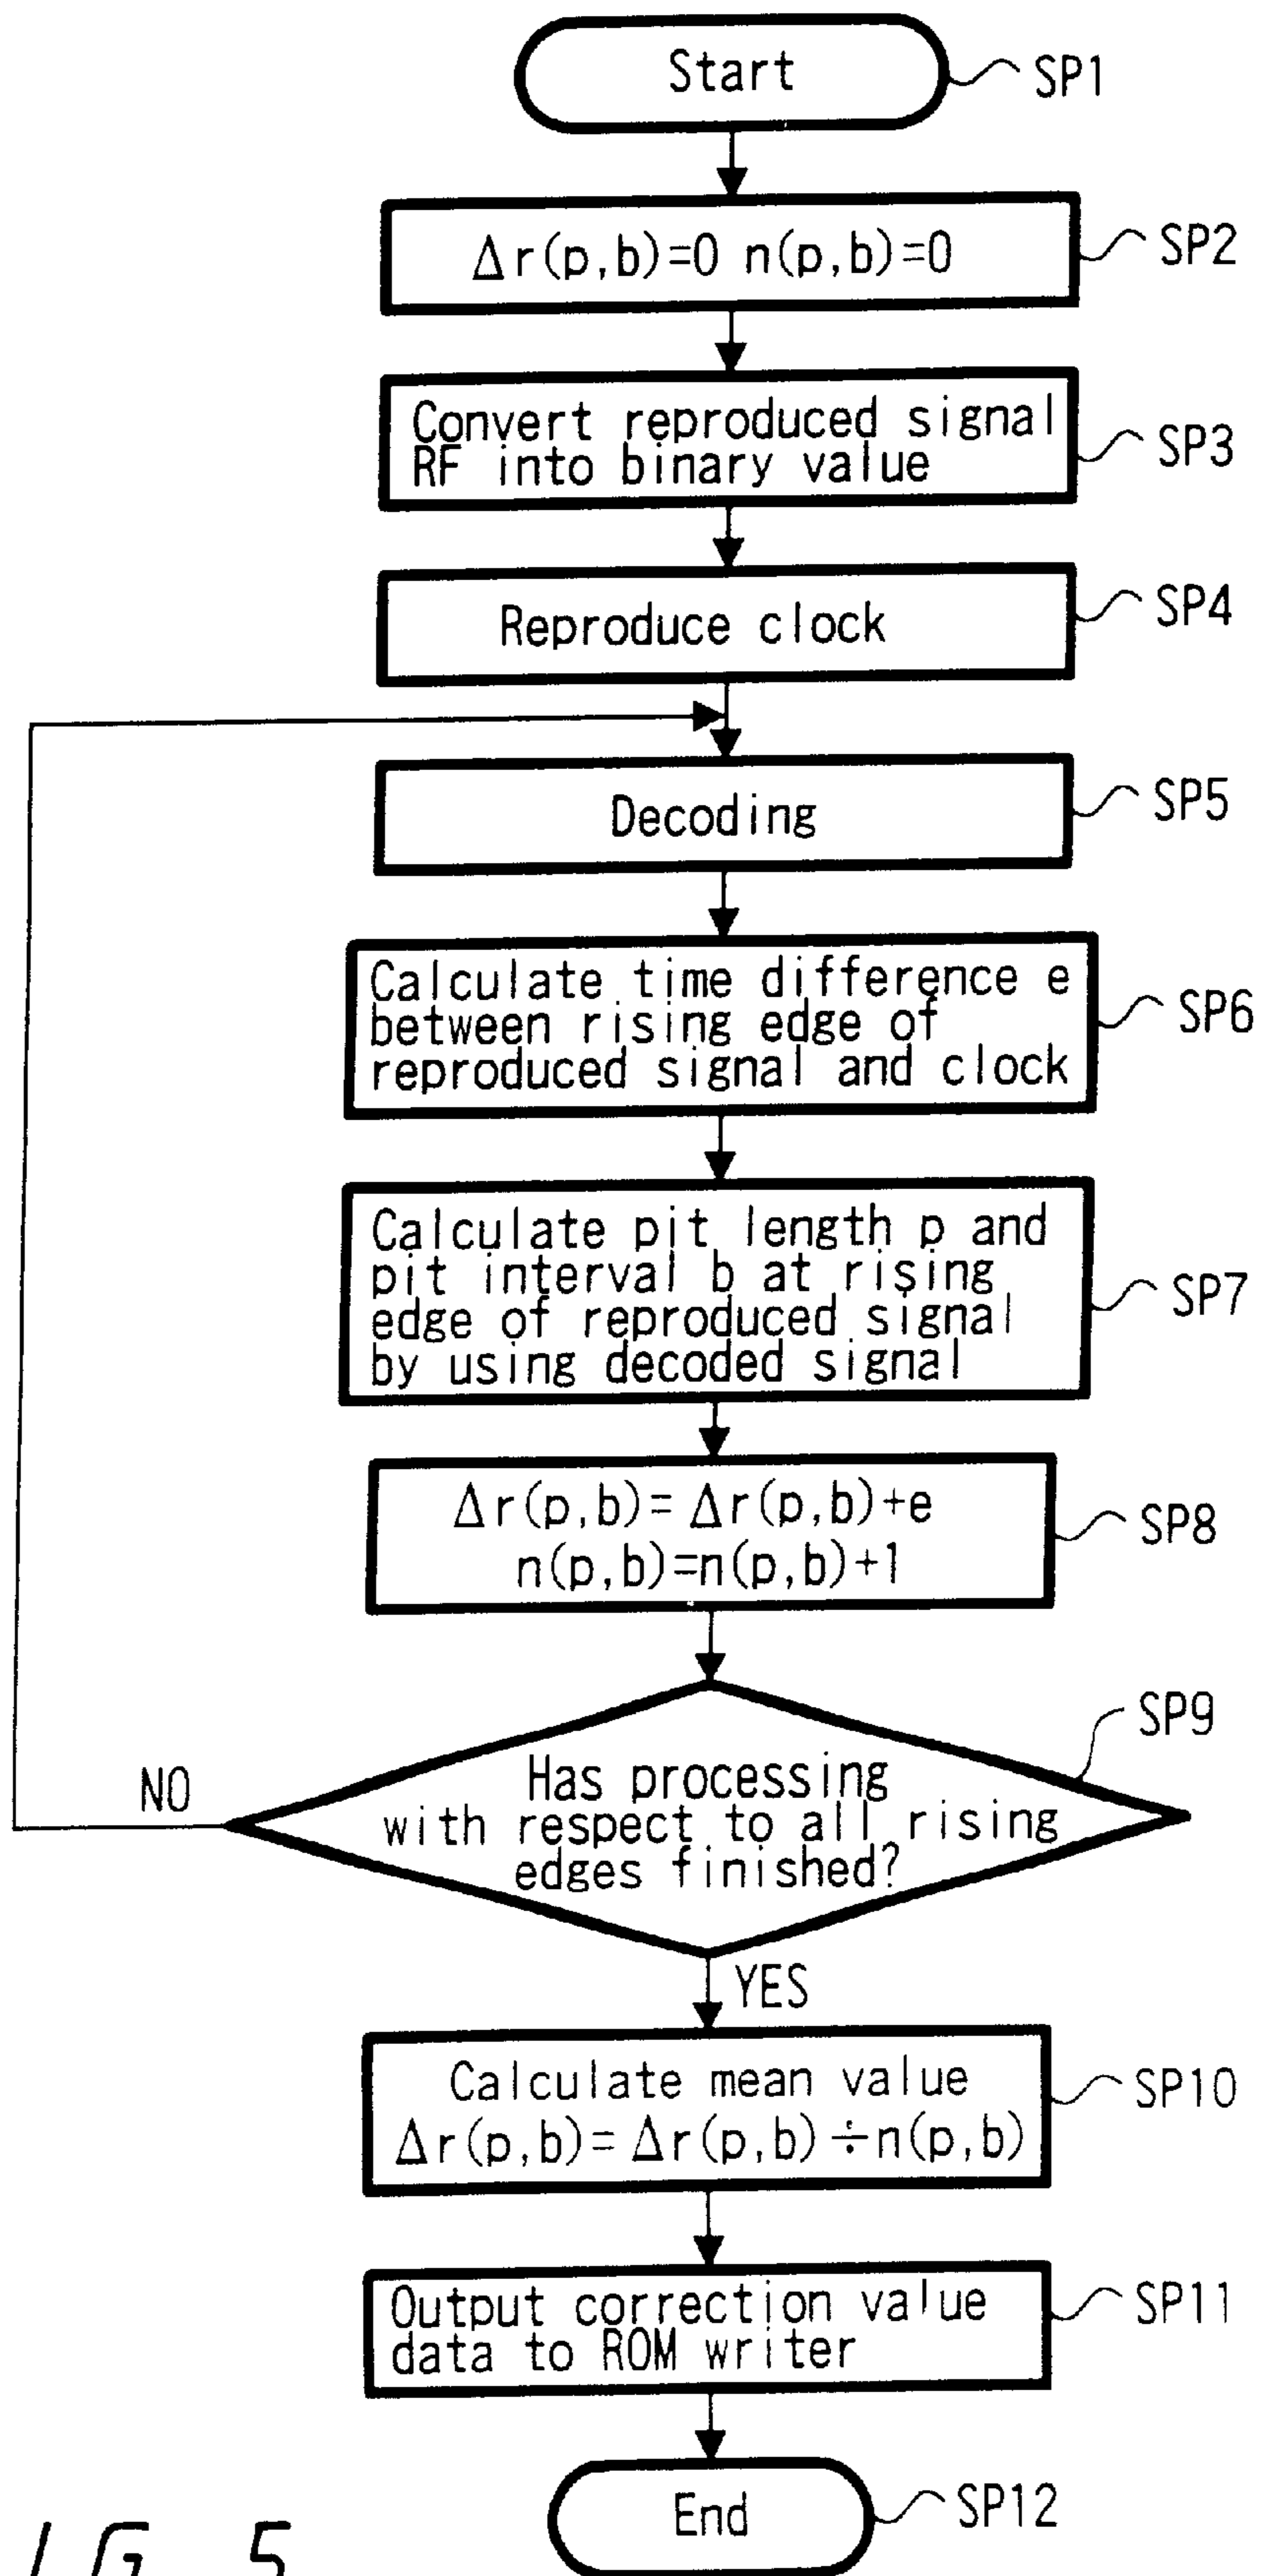 Start
SP1
Δr(p,b)=0 n(p,b)=0
SP2
Convert reproduced signal
RF into binary value
SP3
Reproduce clock
SP4
Decoding
SP5
Calculate time difference e
between rising edge of
reproduced signal and clock
SP6
Calculate pit length p and
pit interval b at rising
edge of reproduced signal
by using decoded signal
SP7
Δr(p,b)= Δr(p,b)+e
n(p,b)=n(p,b)+1
SP8
SP9
Has processing
with respect to all rising
edges finished?
NO
YES
Calculate mean value
Δr(p,b)= Δr(p,b)÷n(p,b)
SP10
Output correction value
data to ROM writer
SP11
End
SP12
IG. 5